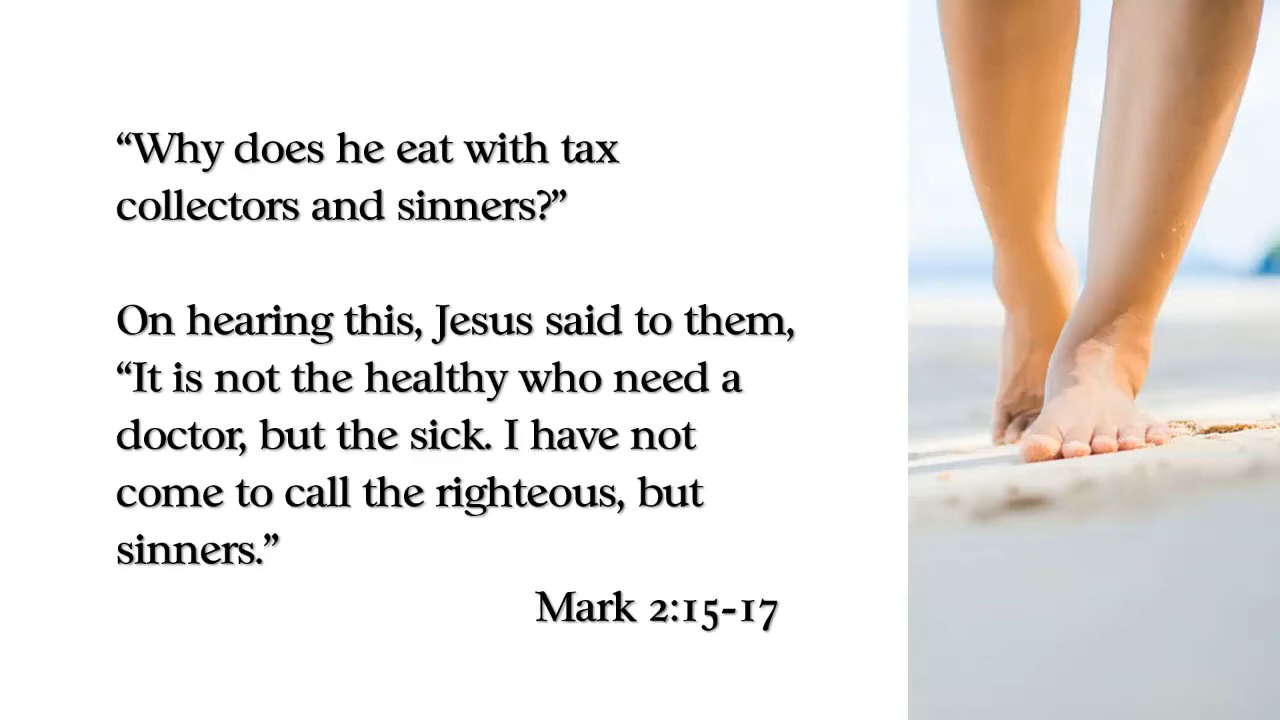 “Why does he eat with tax
collectors and sinners?”
On hearing this, Jesus said to them,
“It is not the healthy who need a
doctor, but the sick. I have not
come to call the righteous, but
sinners.”
Mark 2:15-17